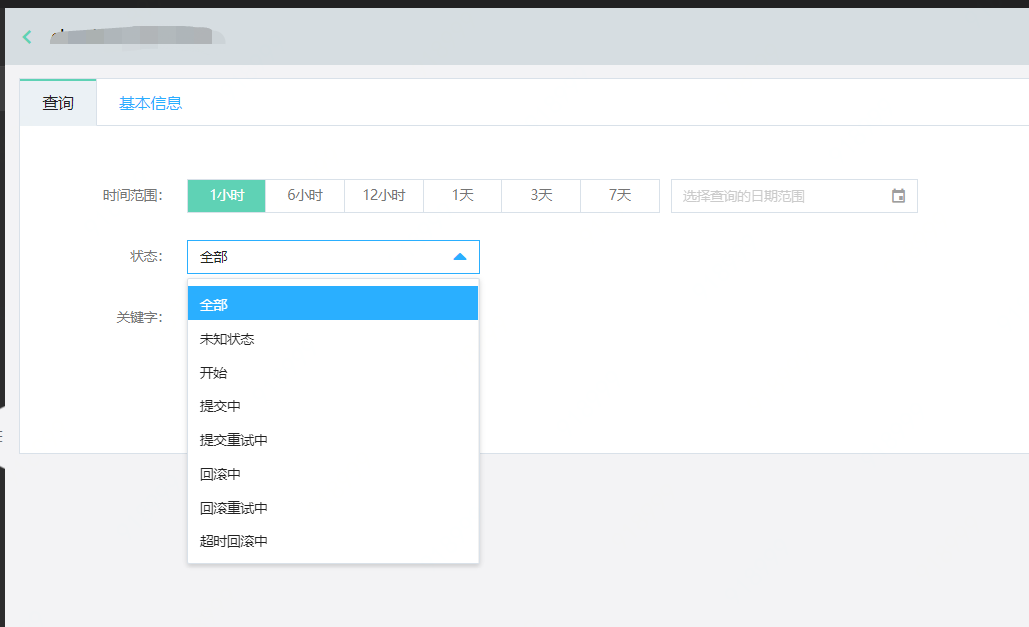 查询 基本信息
时间范围： 1小时 6小时 12小时 1天 3天 7天 选择查询的日期范围
状态： 全部
全部
关键字：
未知状态
开始
提交中
提交重试中
回滚中
回滚重试中
超时回滚中